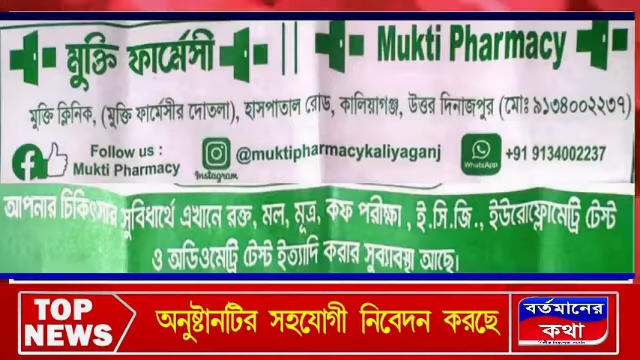 মুক্তি ফার্মেসী || Mukti Pharmacy
মুক্তি ক্লিনিক, (মুক্তি ফার্মেসীর দোতলা), হাসপাতাল রোড, কালিয়াগঞ্জ, উত্তর দিনাজপুর (মোঃ ৯১৩৪০০২২৩৭)
Follow us :
Mukti Pharmacy
Instagram
@muktipharmacykaliyaganj
WhatsApp
+91 9134002237
আপনার চিকিৎসার সুবিধার্থে এখানে রক্ত, মল, মূত্র, কফ পরীক্ষা, ই.সি.জি., ইউরোফ্লোমেট্রি টেস্ট
ও অডিওমেট্রি টেস্ট ইত্যাদি করার সুব্যাবস্থা আছে।
TOP
NEWS
অনুষ্টানটির সহযোগী নিবেদন করছে
বর্তমানের
কথা